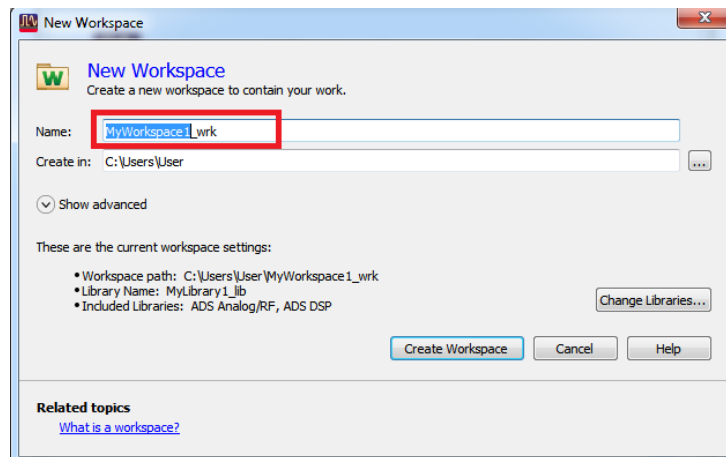 New Workspace
New Workspace
Create a new workspace to contain your work.
Name: MyWorkspace1_wrk
Create in: C:\Users\User ...
Show advanced
These are the current workspace settings:
•Workspace path: C:\Users\User\MyWorkspace1_wrk
•Library Name: MyLibrary1_lib
•Included Libraries: ADS Analog/RF, ADS DSP
Change Libraries...
Create Workspace Cancel Help
Related topics
What is a workspace?